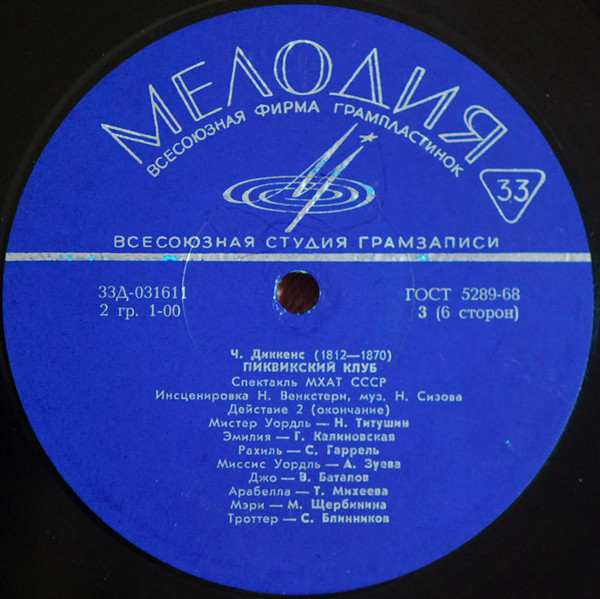 МЕЛОДИЯ
ВСЕСОЮЗНАЯ ФИРМА ГРАМПЛАСТИНОК
33
ВСЕСОЮЗНАЯ СТУДИЯ ГРАМЗАПИСИ
33Д-031611 ГОСТ 5289-68
2 гр. 1-00 3 (6 сторон)
Ч. Диккенс (1812—1870)
ПИКВИКСКИЙ КЛУБ
Спектакль МХАТ СССР
Инсценировка Н. Венкстерн, муз. Н. Сизова
Действие 2 (окончание)
Мистер Уордль — Н. Титушин
Эмилия — Г. Калиновская
Рахиль — С. Гаррель
Миссис Уордль — А. Зуева
Джо — В. Баталов
Арабелла — Т. Михеева
Мэри — М. Щербинина
Троттер — С. Блинников